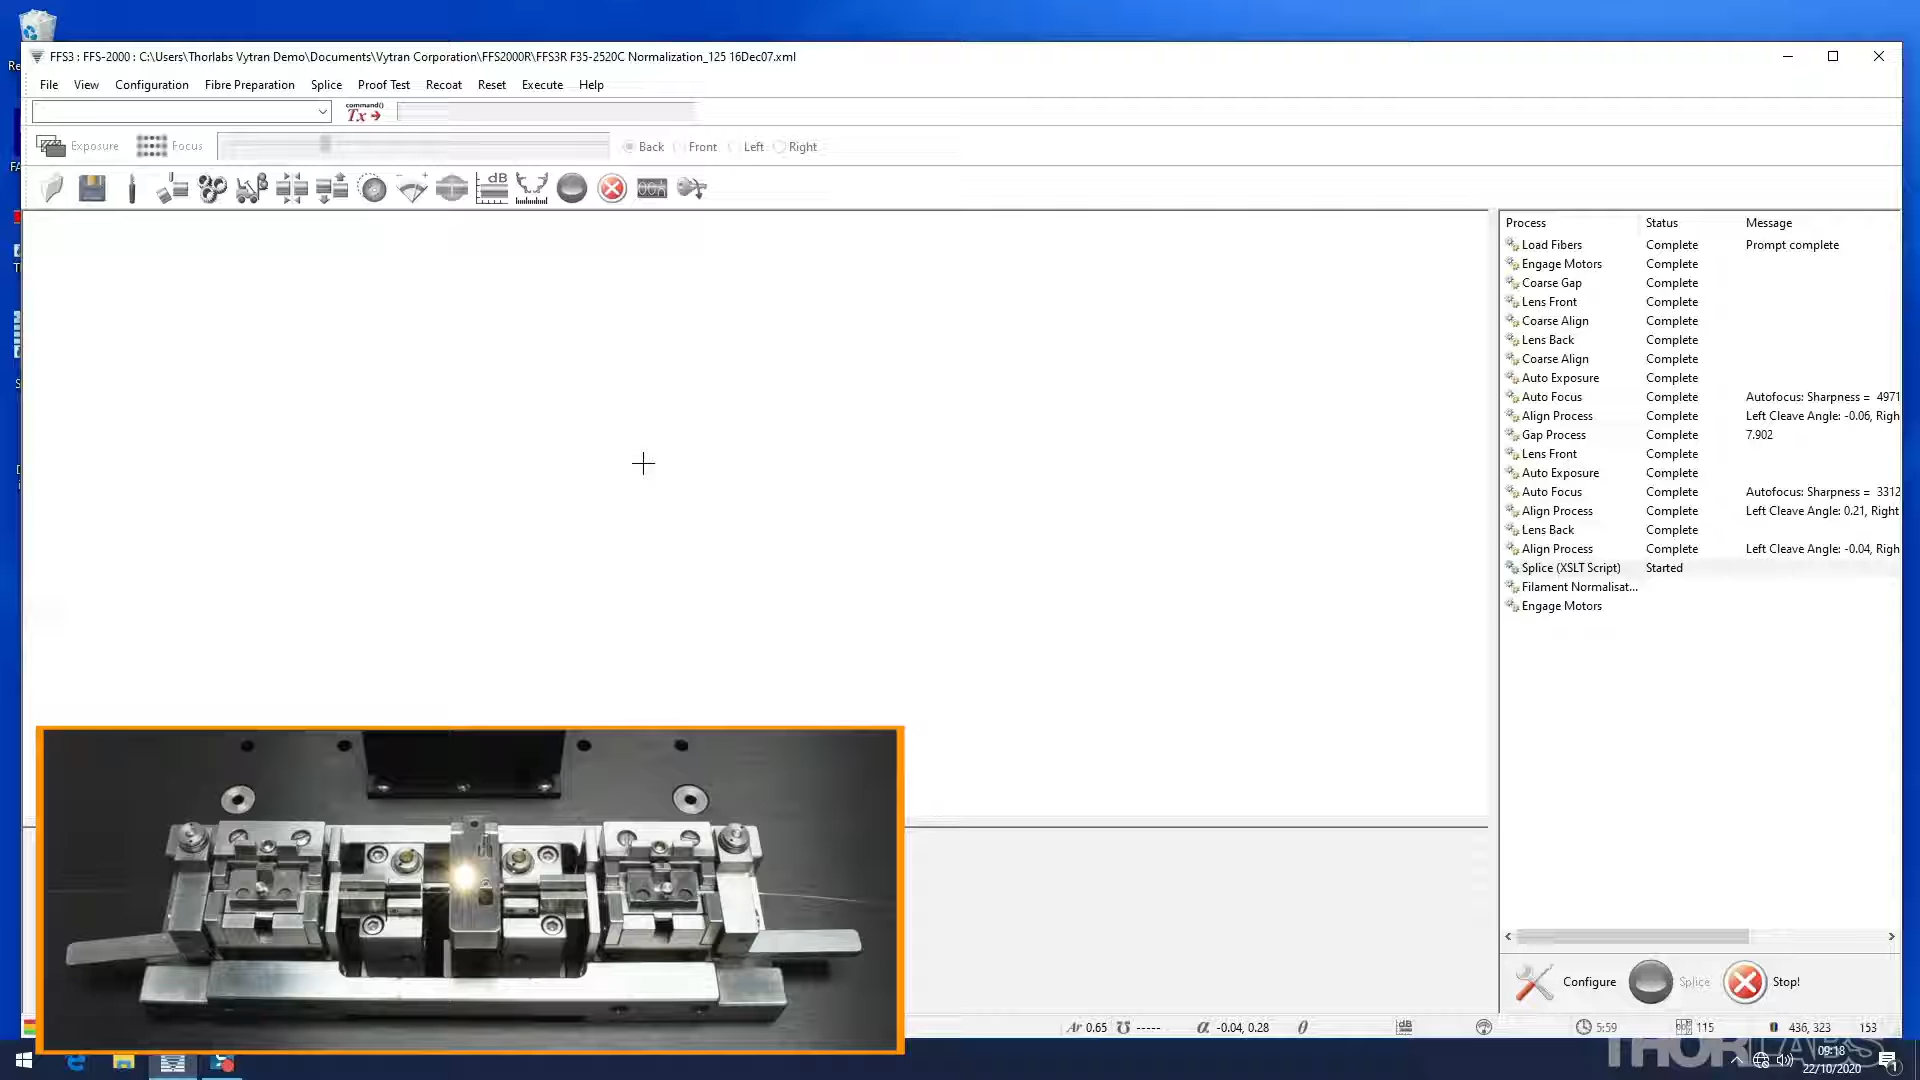 FFS3 : FFS-2000 : C:\Users\Thorlabs Vytran Demo\Documents\Vytran Corporation\FFS2000R\FFS3R F35-2520C Normalization_125 16Dec07.xml
File View Configuration Fibre Preparation Splice Proof Test Recoat Reset Execute Help
command()
Tx
Exposure Focus Back Front Left Right
dB
Process Status Message
Load Fibers Complete Prompt complete
Engage Motors Complete
Coarse Gap Complete
Lens Front Complete
Coarse Align Complete
Lens Back Complete
Coarse Align Complete
Auto Exposure Complete
Auto Focus Complete Autofocus: Sharpness = 4971
Align Process Complete Left Cleave Angle: -0.06, Righ
Gap Process Complete 7.902
Lens Front Complete
Auto Exposure Complete
Auto Focus Complete Autofocus: Sharpness = 3312
Align Process Complete Left Cleave Angle: 0.21, Right
Lens Back Complete
Align Process Complete Left Cleave Angle: -0.04, Righ
Splice (XSLT Script) Started
Filament Normalisat...
Engage Motors
Configure Splice Stop!
Ar 0.65 ----- α -0.04, 0.28 θ dB 5:59 115 436, 323 153
THORLABS
09:18
22/10/2020
1